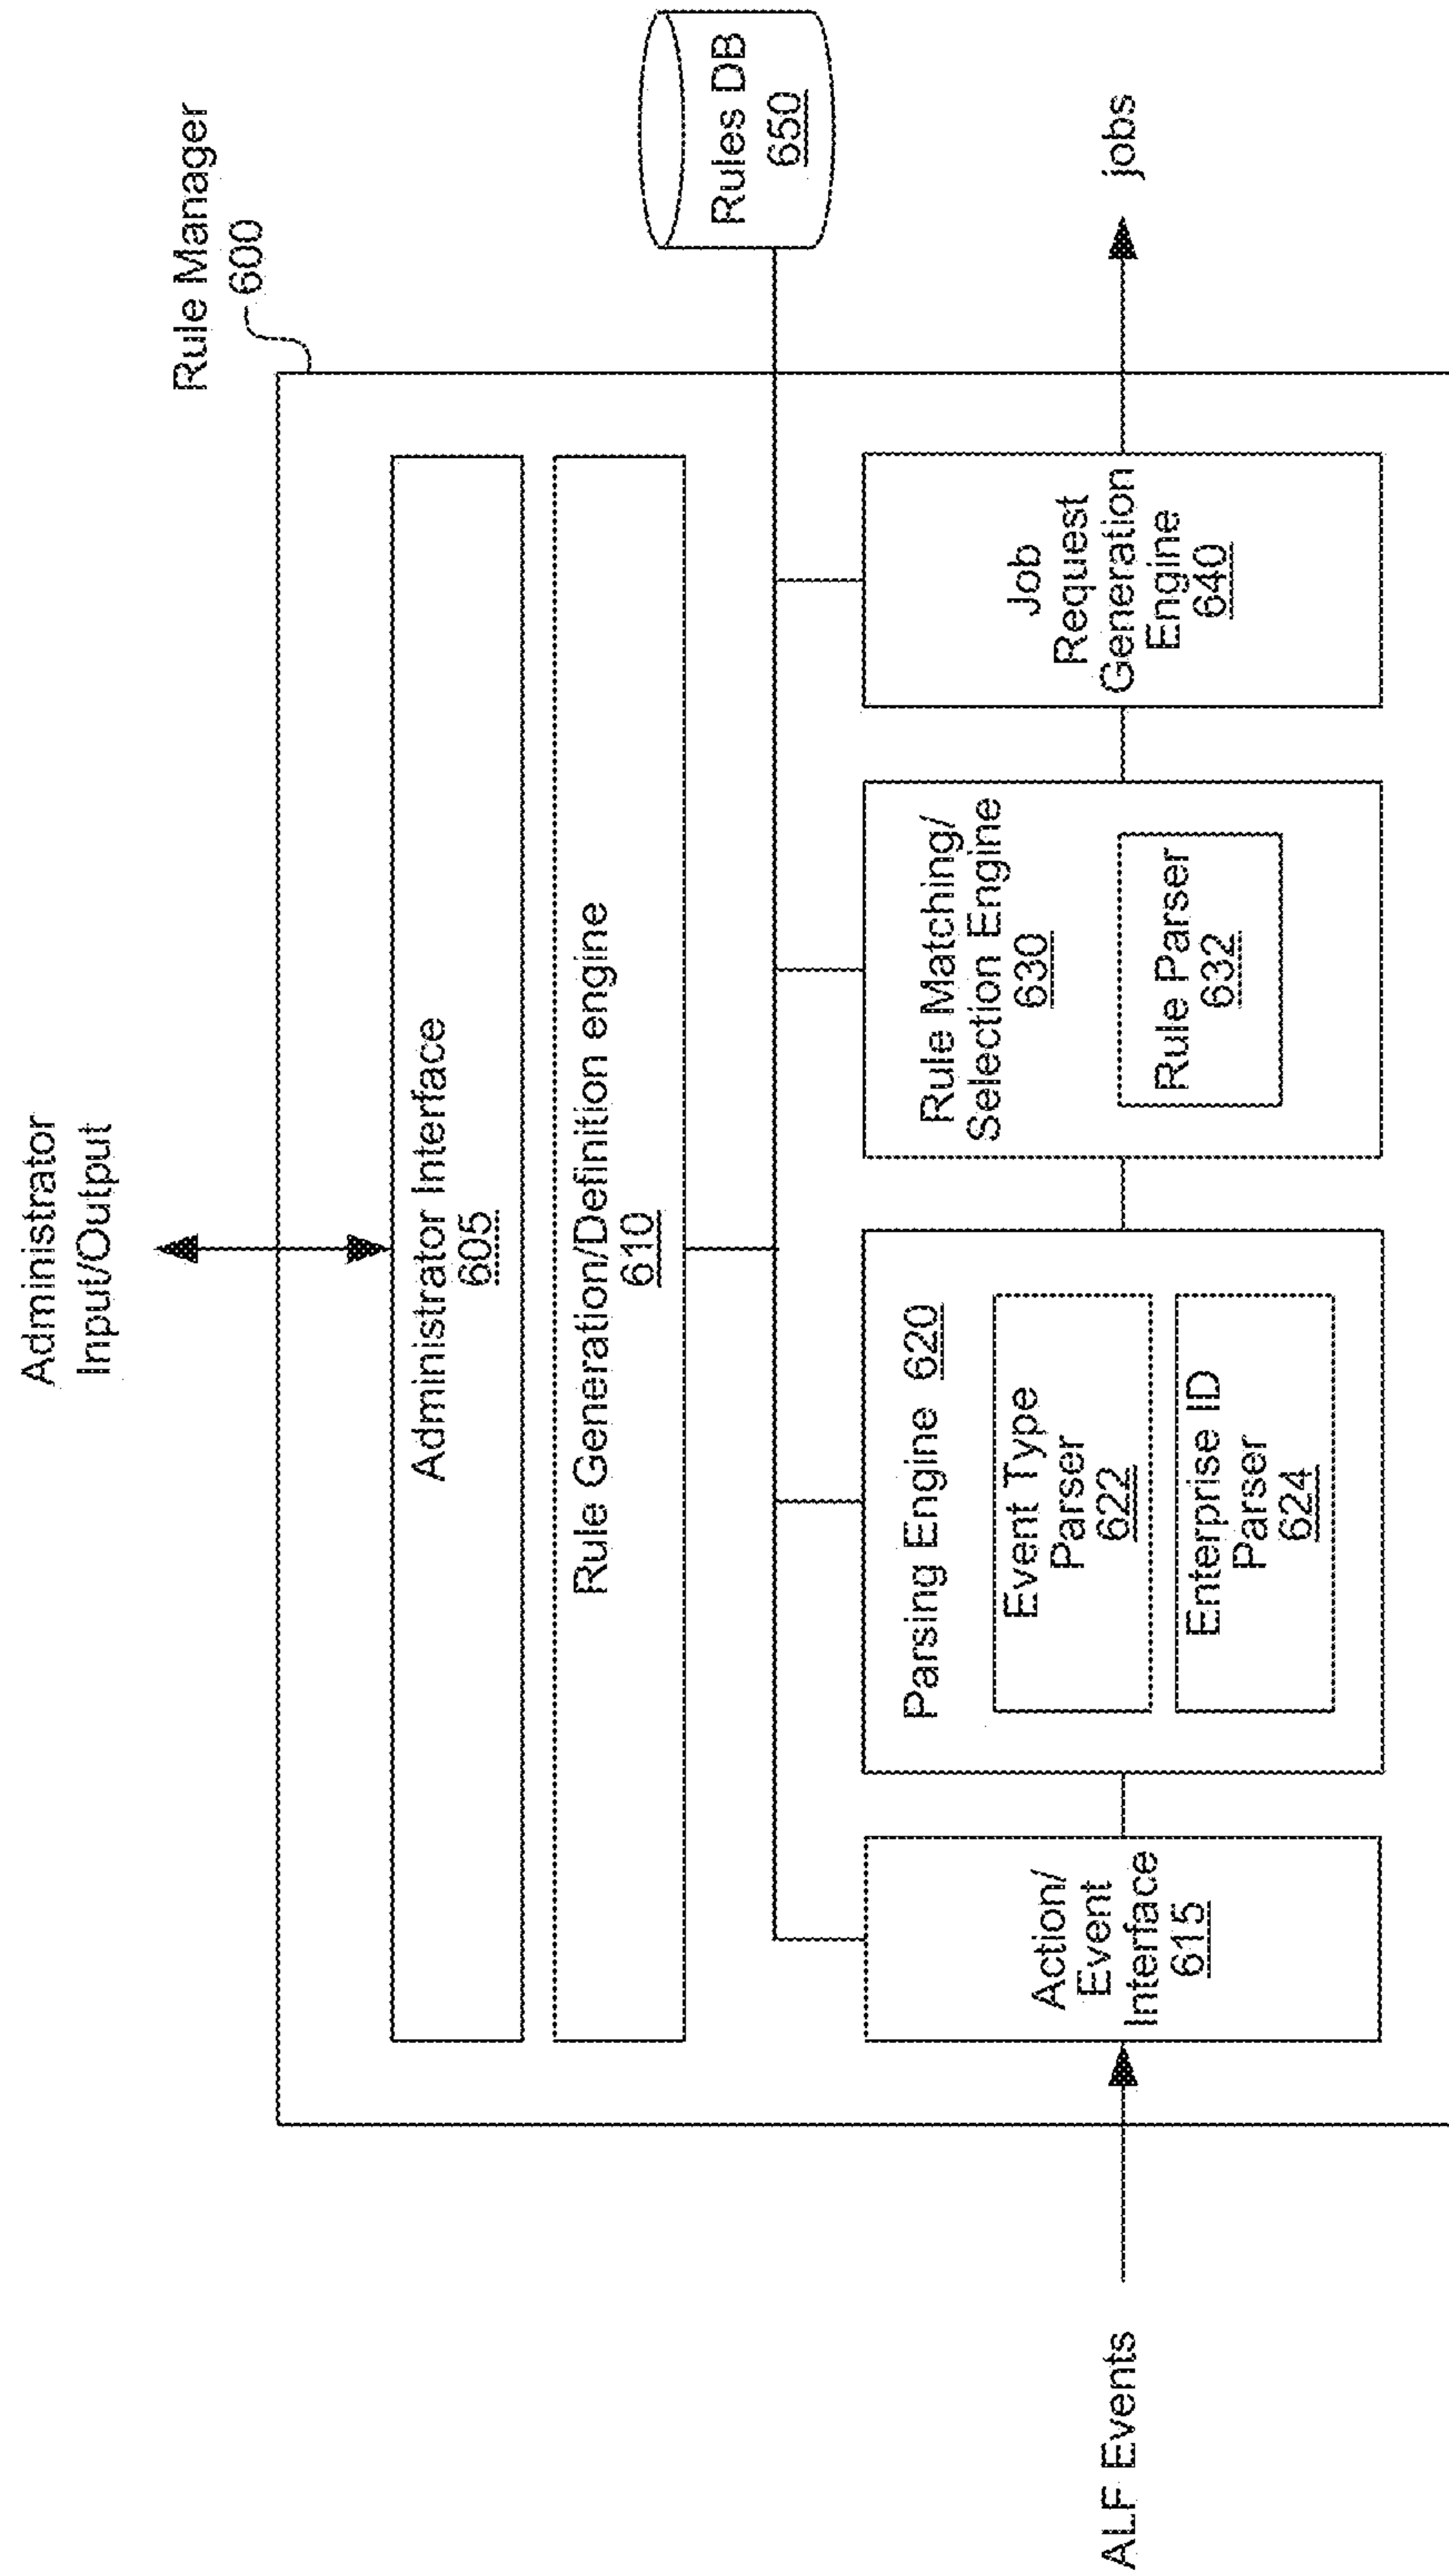 Administrator
Input/Output
Rule Manager
600
Administrator Interface
605
Rule Generation/Definition engine
610
Rules DB
650
ALF Events
Action/
Event
Interface
615
Parsing Engine 620
Event Type
Parser
622
Enterprise ID
Parser
624
Rule Matching/
Selection Engine
630
Rule Parser
632
Job
Request
Generation
Engine
640
jobs